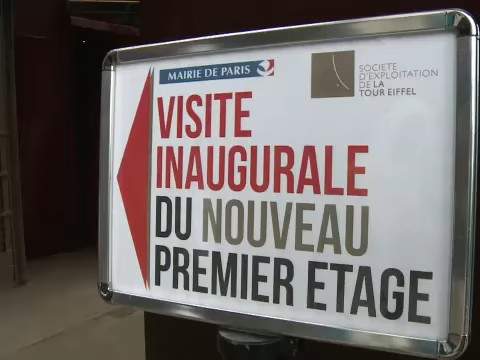 MAIRIE DE PARIS
SOCIETE
D'EXPLOITATION
DE LA
TOUR EIFFEL
VISITE
INAUGURALE
DU NOUVEAU
PREMIER ETAGE